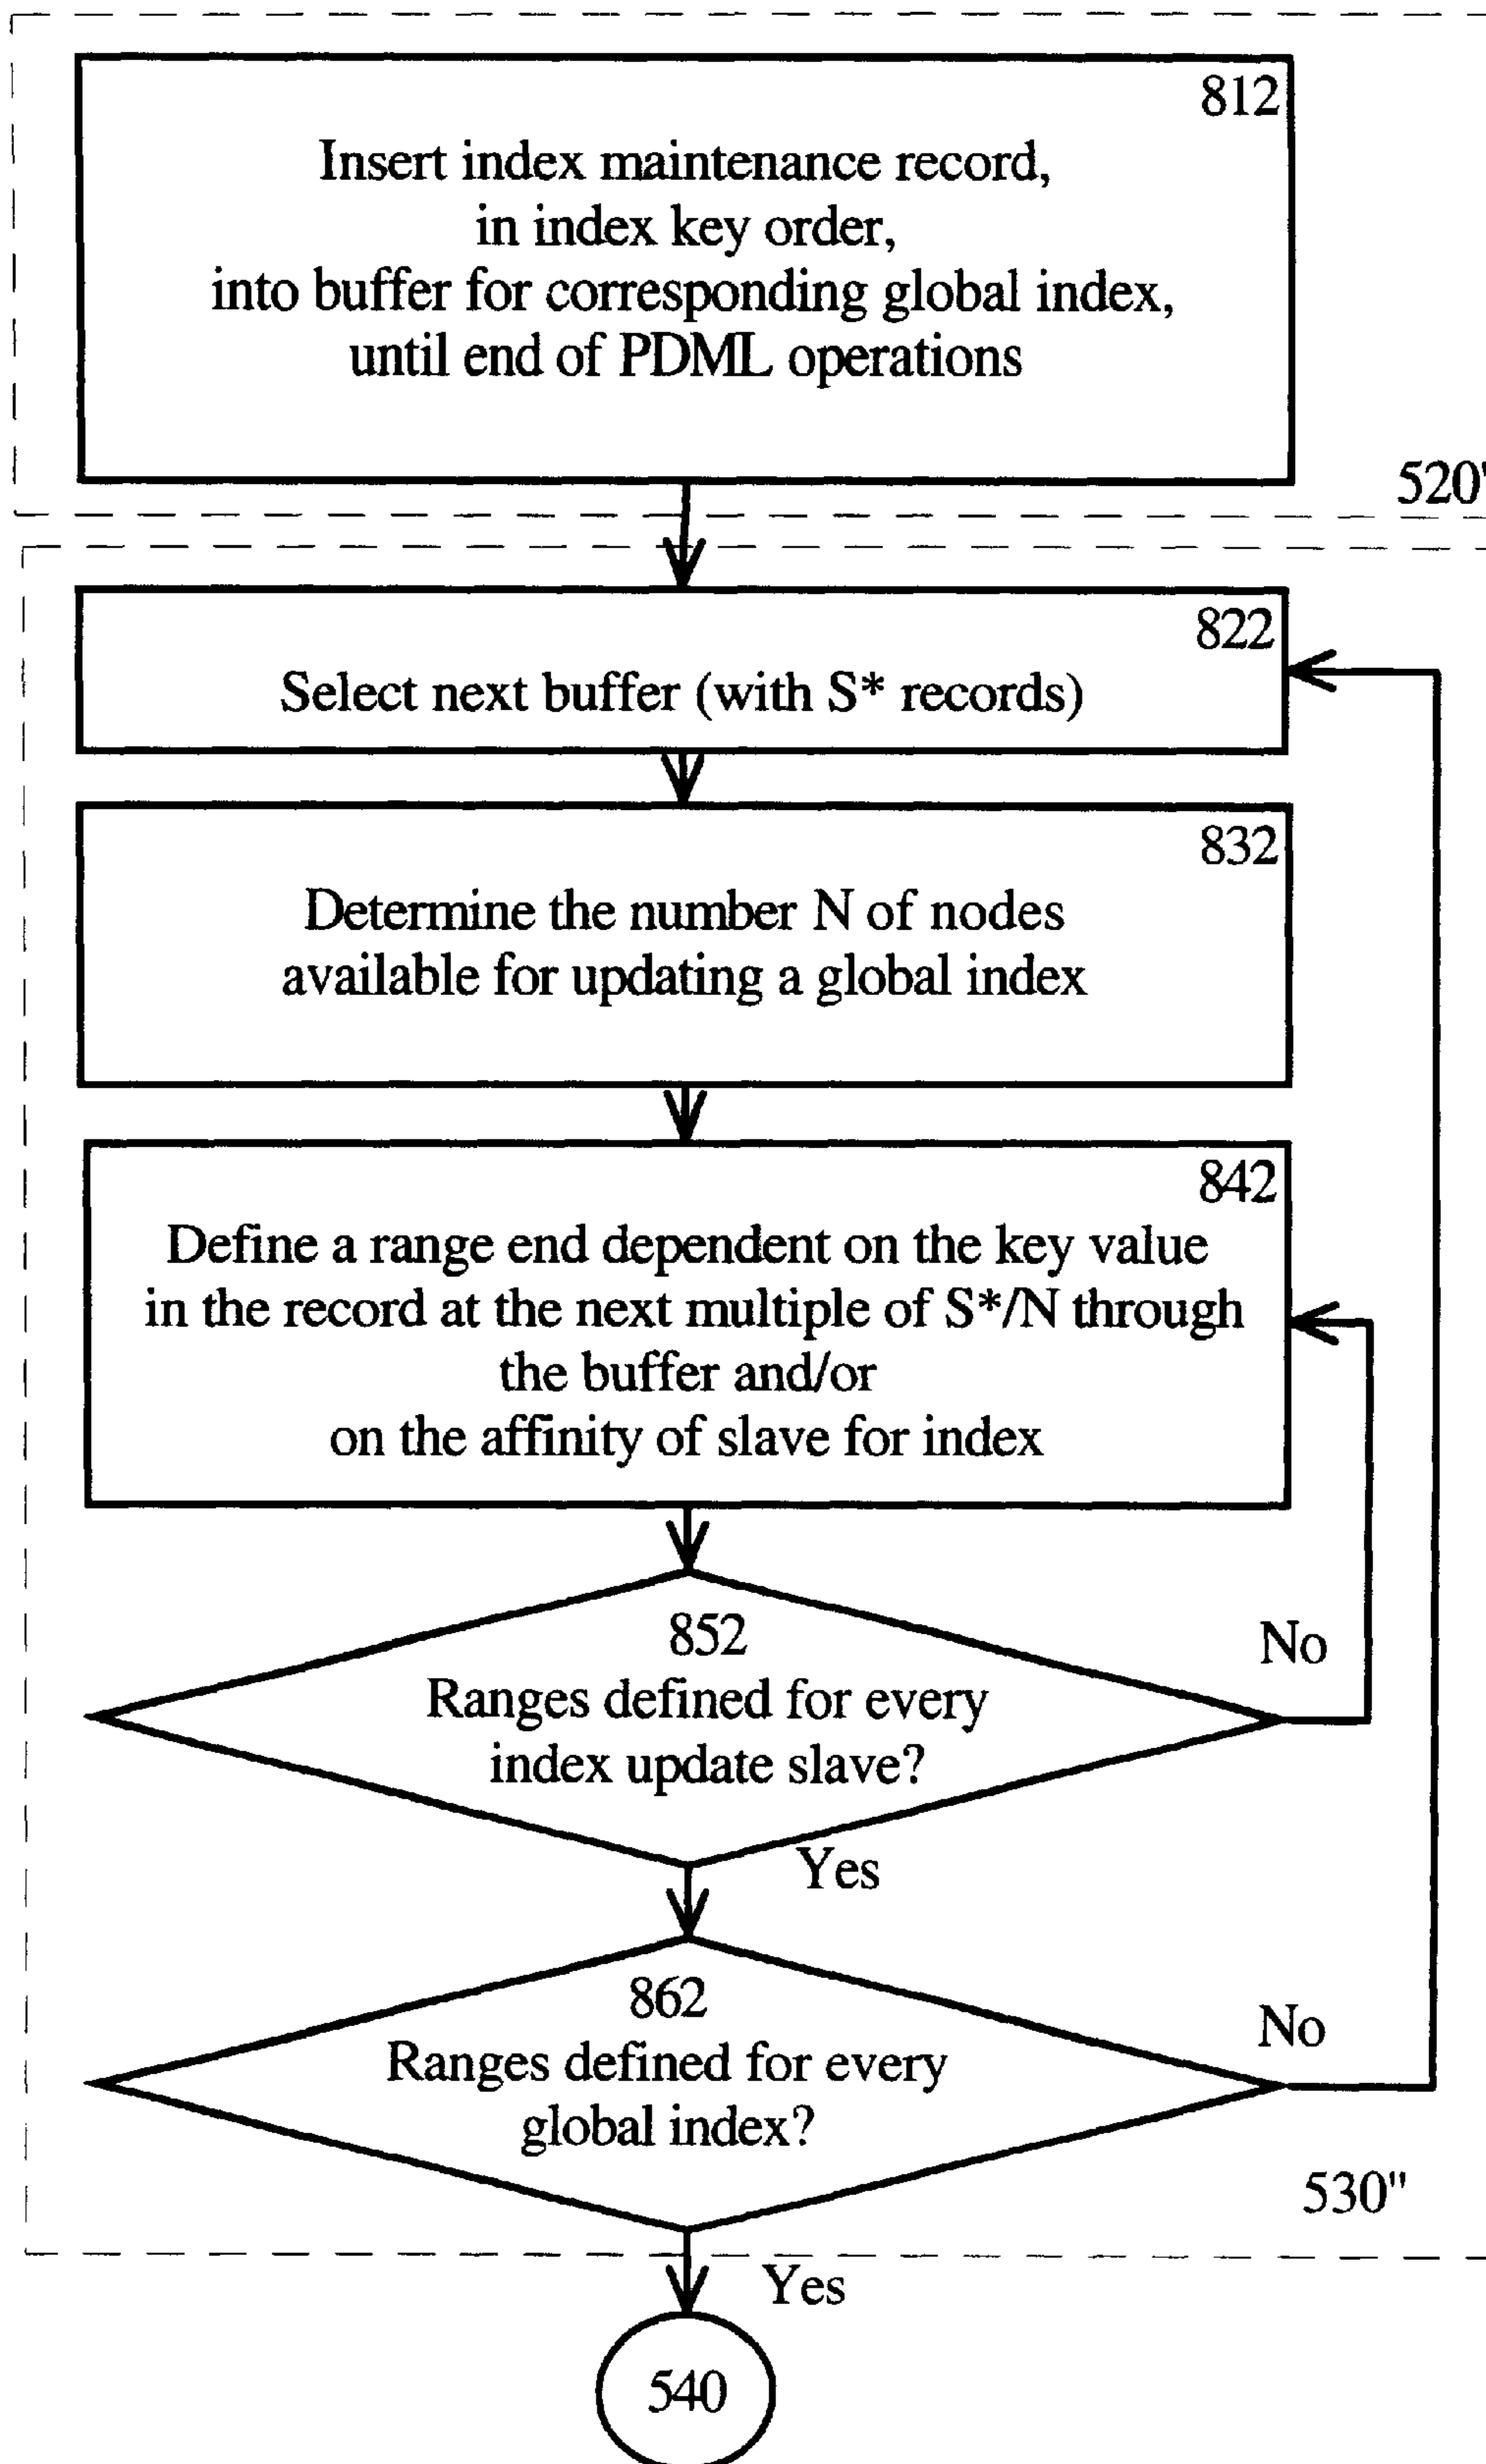 812
Insert index maintenance record,
in index key order,
into buffer for corresponding global index,
until end of PDML operations
520"
822
Select next buffer (with S* records)
832
Determine the number N of nodes
available for updating a global index
842
Define a range end dependent on the key value
in the record at the next multiple of S*/N through
the buffer and/or
on the affinity of slave for index
852
Ranges defined for every
index update slave?
No
Yes
862
Ranges defined for every
global index?
No
530"
Yes
540